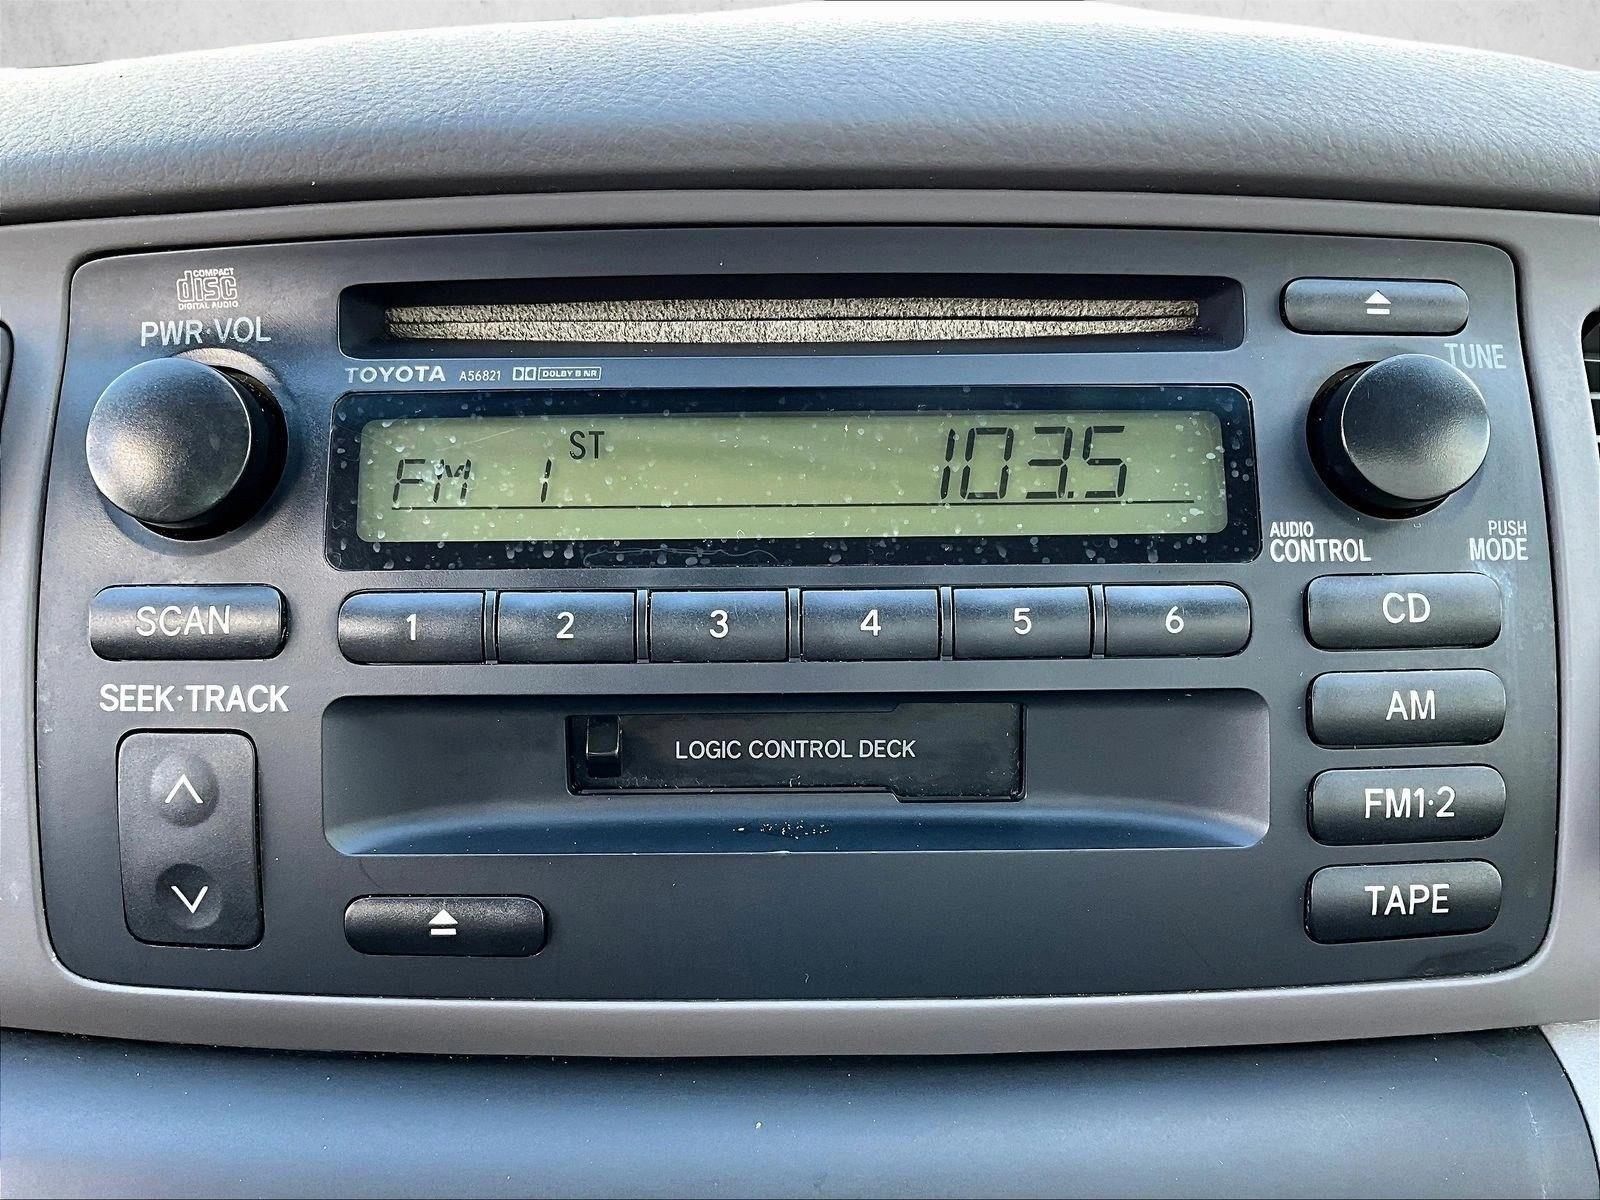 COMPACT
disc
DIGITAL AUDIO
PWR·VOL
TOYOTA A56821 DOLBY B NR
TUNE
FM 1 ST 103.5
AUDIO CONTROL
PUSH MODE
SCAN
1 2 3 4 5 6
CD
SEEK·TRACK
AM
LOGIC CONTROL DECK
FM1·2
TAPE